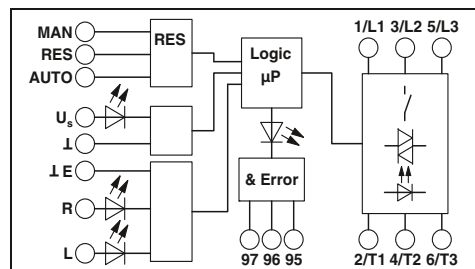 MAN
RES
AUTO
RES
Us
⊥
⊥ E
R
L
Logic
µP
& Error
97 96 95
1/L1 3/L2 5/L3
2/T1 4/T2 6/T3